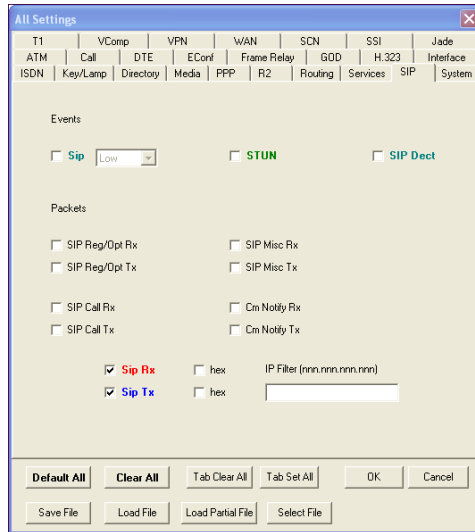 All Settings
T1 VComp VPN WAN SCN SSI Jade
ATM Call DTE EConf Frame Relay GOD H.323 Interface
ISDN Key/Lamp Directory Media PPP R2 Routing Services SIP System
Events
Sip Low STUN SIP Dect
Packets
SIP Reg/Opt Rx SIP Misc Rx
SIP Reg/Opt Tx SIP Misc Tx
SIP Call Rx Cm Notify Rx
SIP Call Tx Cm Notify Tx
Sip Rx hex IP Filter (nnn.nnn.nnn.nnn)
Sip Tx hex
Default All Clear All Tab Clear All Tab Set All OK Cancel
Save File Load File Load Partial File Select File